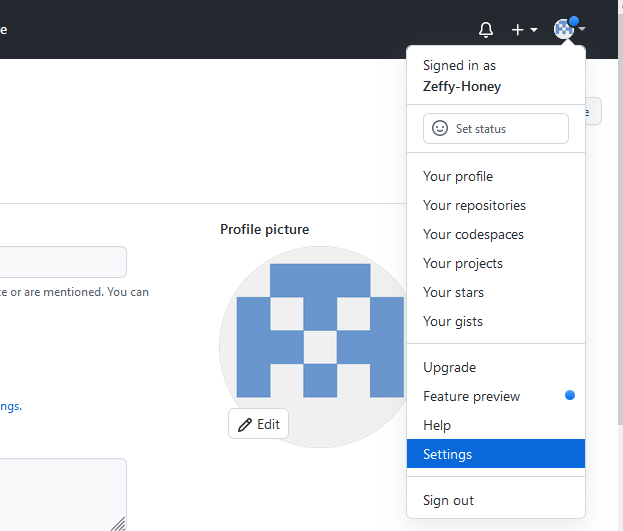 e
Signed in as
Zeffy-Honey
Set status
e
Your profile
Your repositories
Your codespaces
Your projects
Your stars
Your gists
Upgrade
Feature preview
Help
Settings
Sign out
Profile picture
e or are mentioned. You can
ngs.
Edit